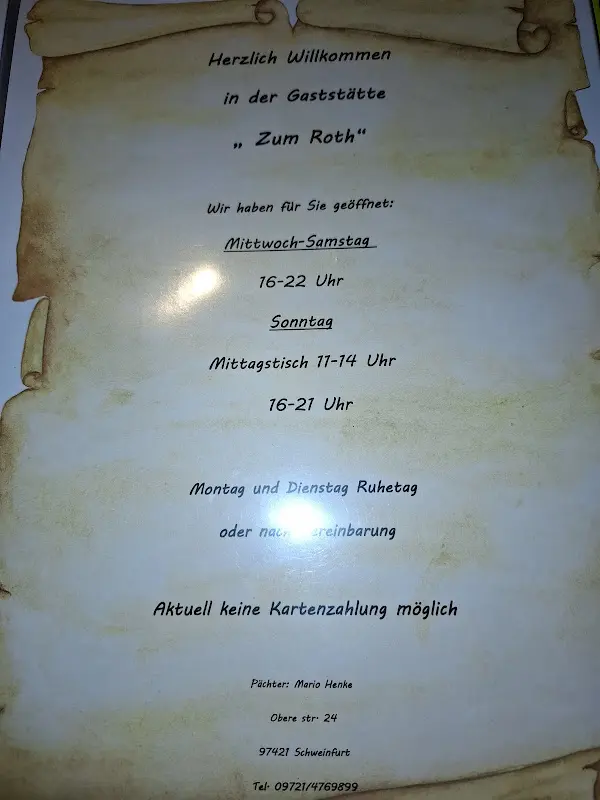 Herzlich Willkommen
in der Gaststätte
„ Zum Roth“
Wir haben für Sie geöffnet:
Mittwoch-Samstag
16-22 Uhr
Sonntag
Mittagstisch 11-14 Uhr
16-21 Uhr
Montag und Dienstag Ruhetag
oder
Aktuell keine Kartenzahlung möglich
Pächter: Mario Henke
Obere str. 24
97421 Schweinfurt
Tel. 09721/4769899